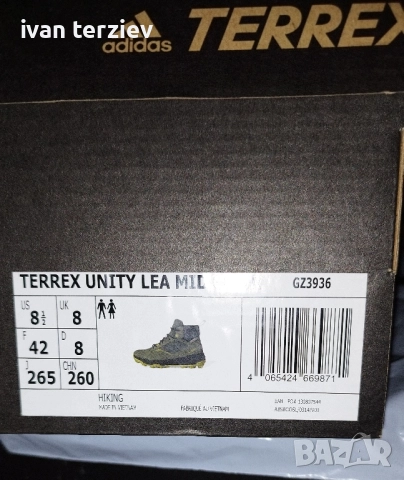 ivan terziev
adidas
TERREX
TERREX UNITY LEA MID
GZ3936
US UK
8½ 8
F D
42 8
J CHN
265 260
HIKING
MADE IN VIETNAM
FABRIQUE AU VIETNAM
4 065424 669871
bazar